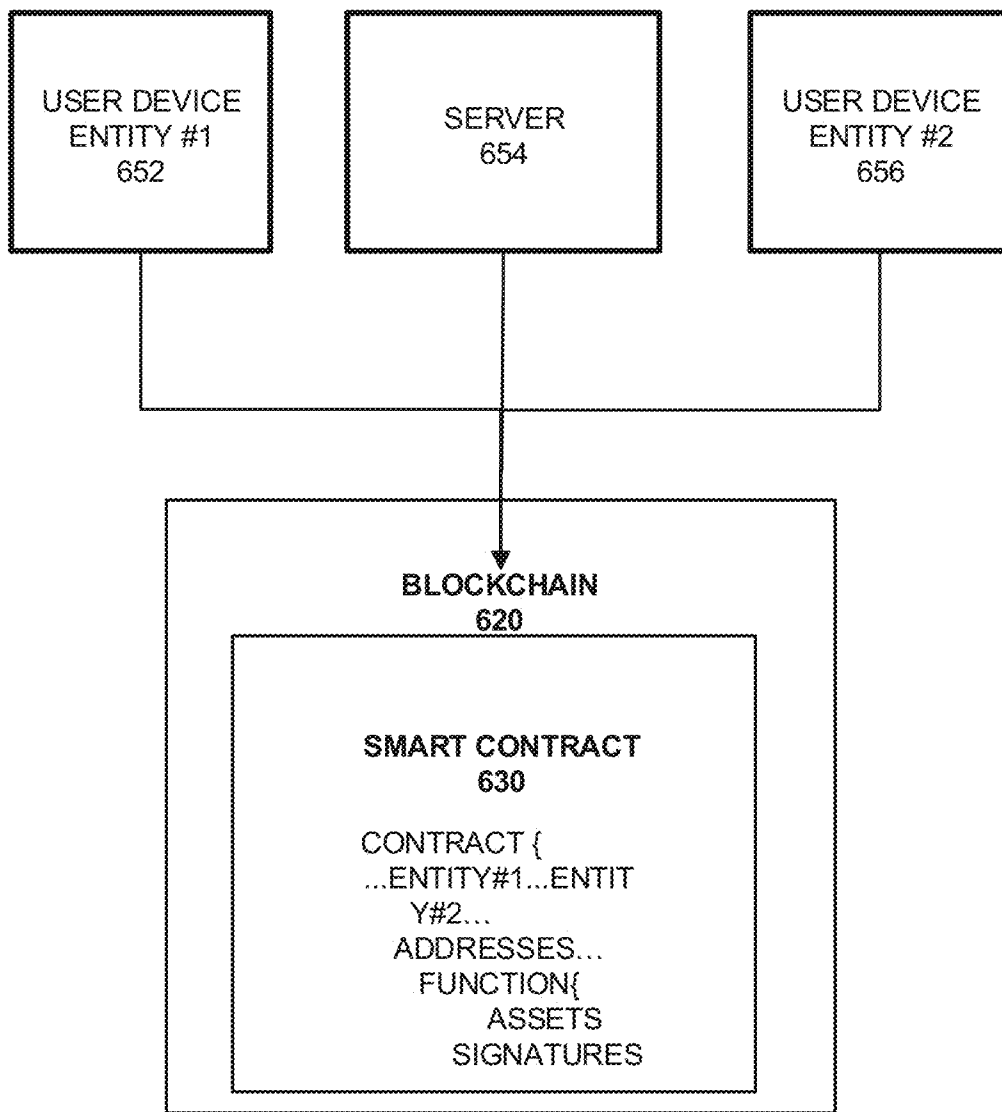 USER DEVICE
ENTITY #1
652
SERVER
654
USER DEVICE
ENTITY #2
656
BLOCKCHAIN
620
SMART CONTRACT
630
CONTRACT {
...ENTITY#1...ENTIT
Y#2...
ADDRESSES...
FUNCTION{
ASSETS
SIGNATURES